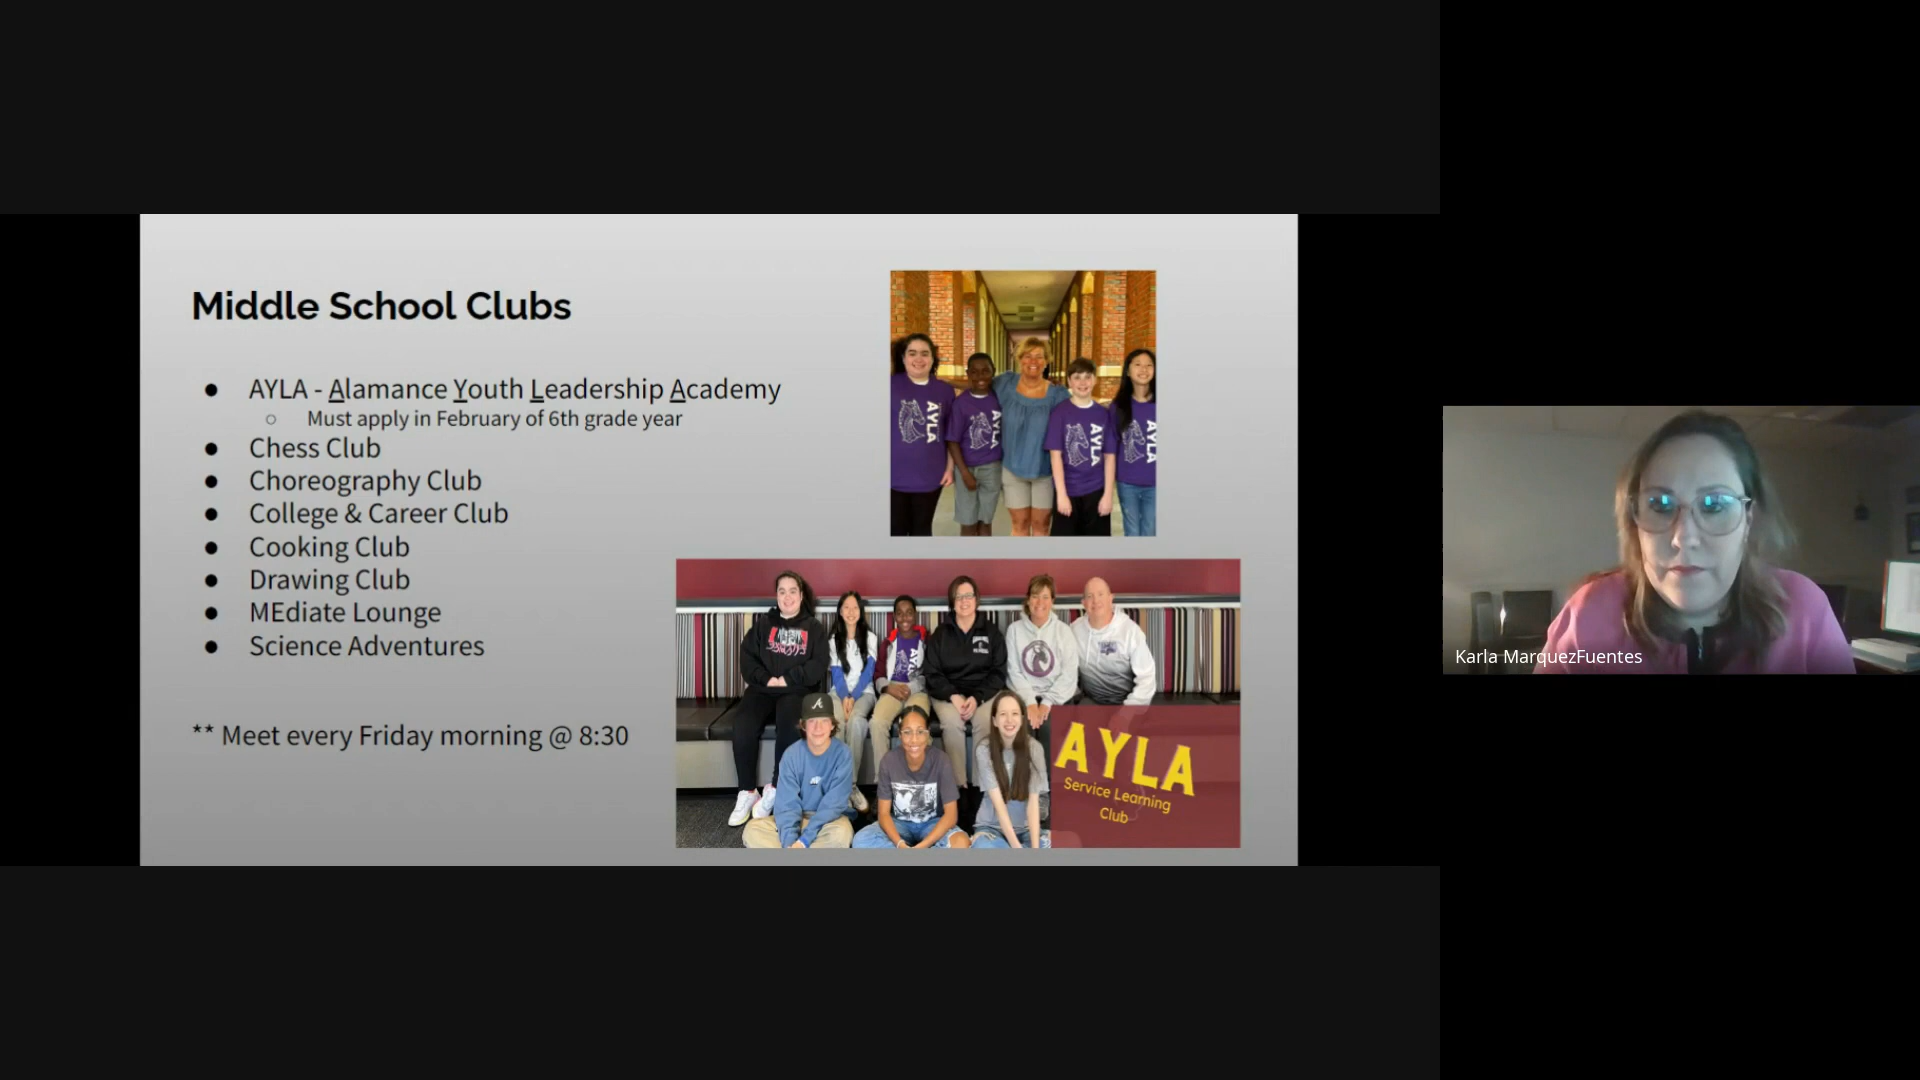 Middle School Clubs
● AYLA - Alamance Youth Leadership Academy
○ Must apply in February of 6th grade year
● Chess Club
● Choreography Club
● College & Career Club
● Cooking Club
● Drawing Club
● MEdiate Lounge
● Science Adventures
** Meet every Friday morning @ 8:30
AYLA
AYLA
AYLA
AYLA
AYLA
A
AYLA
Service Learning
Club
Karla MarquezFuentes